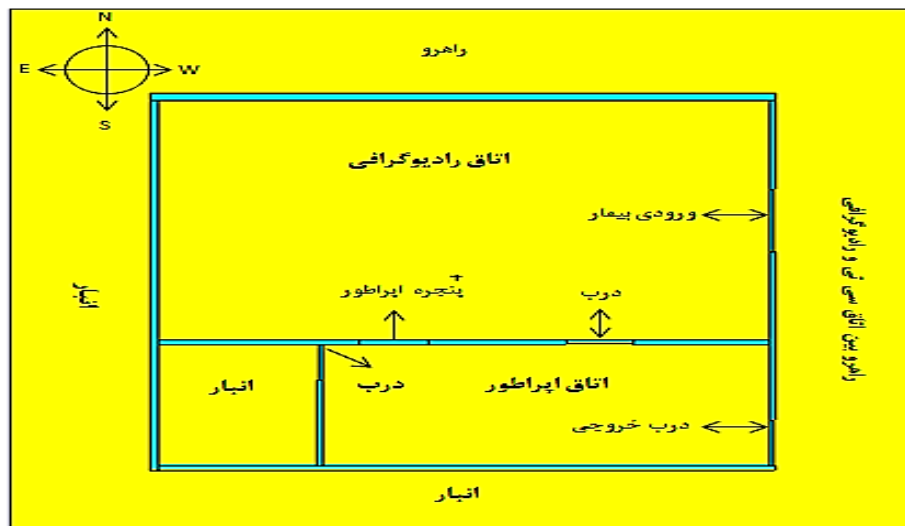 N
راهرو
E
W
S
اتاق رادیوگرافی
ورودی بیمار
راهرو بین اتاق سی تی و رادیوگرافی
انبار
پنجره اپراطور
درب
انبار
درب
اتاق اپراطور
درب خروجی
انبار